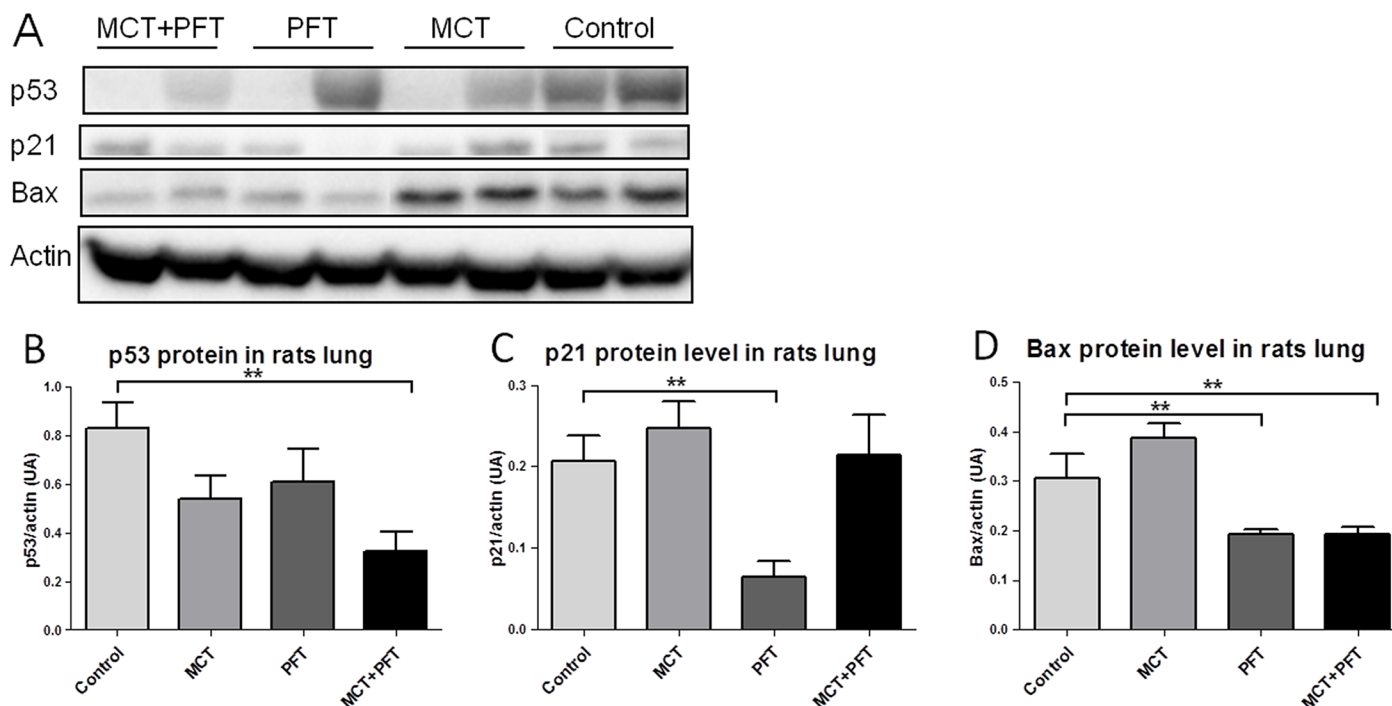 A
MCT+PFT PFT MCT Control
p53
p21
Bax
Actin
B
p53 protein in rats lung
**
1.0
0.8
0.6
0.4
0.2
0.0
p53/actin (UA)
Control
MCT
PFT
MCT+PFT
C
p21 protein level in rats lung
**
0.3
0.2
0.1
0.0
p21/actin (UA)
Control
MCT
PFT
MCT+PFT
D
Bax protein level in rats lung
**
**
0.5
0.4
0.3
0.2
0.1
0.0
Bax/actin (UA)
Control
MCT
PFT
MCT+PFT